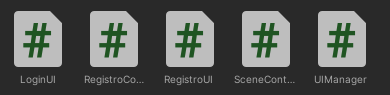 LoginUI
RegistroCo...
RegistroUI
SceneCont...
UIManager